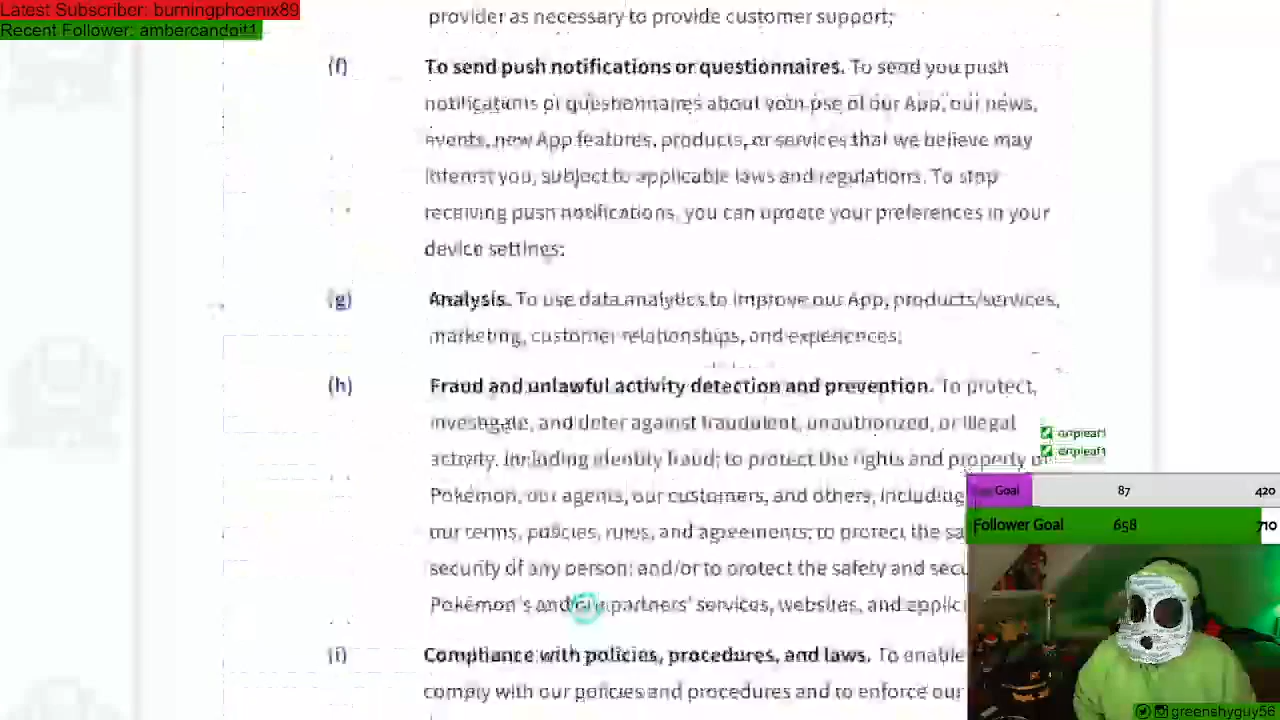 Latest Subscriber: burningphoenix89
Recent Follower: ambercandoit1
provider as necessary to provide customer support;
(f) To send push notifications or questionnaires. To send you push
notifications or questionnaires about your use of our App, our news,
events, new App features, products, or services that we believe may
interest you, subject to applicable laws and regulations. To stop
receiving push notifications, you can update your preferences in your
device settings;
(g) Analysis. To use data analytics to improve our App, products/services,
marketing, customer relationships, and experiences;
(h) Fraud and unlawful activity detection and prevention. To protect,
investigate, and deter against fraudulent, unauthorized, or illegal
activity, including identity fraud; to protect the rights and property of
Pokémon, our agents, our customers, and others, including
our terms, policies, rules, and agreements; to protect the
security of any person; and/or to protect the safety and
Pokémon's and/or partners' services, websites, and
(i) Compliance with policies, procedures, and laws. To enable
comply with our policies and procedures and to enforce our
Goal 87 420
Follower Goal 658 710
greenshyguy56